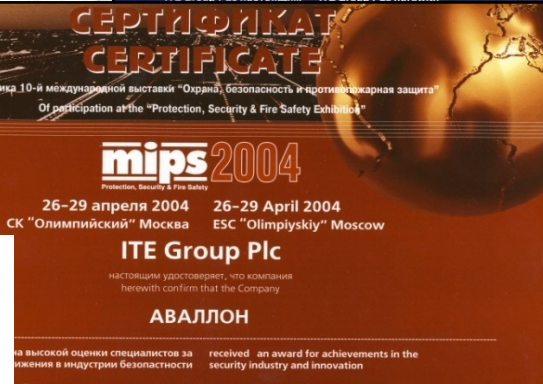 СЕРТИФИКАТ
CERTIFICATE
10-й международной выставки "Охрана, безопасность и противопожарная защита"
Of participation at the "Protection, Security & Fire Safety Exhibition"
mips 2004
Protection, Security & Fire Safety
26–29 апреля 2004 26–29 April 2004
СК "Олимпийский" Москва ESC "Olimpiyskiy" Moscow
ITE Group Plc
настоящим удостоверяет, что компания
herewith confirm that the Company
АВАЛЛОН
на высокой оценки специалистов за received an award for achievements in the
ижения в индустрии безопасности security industry and innovation